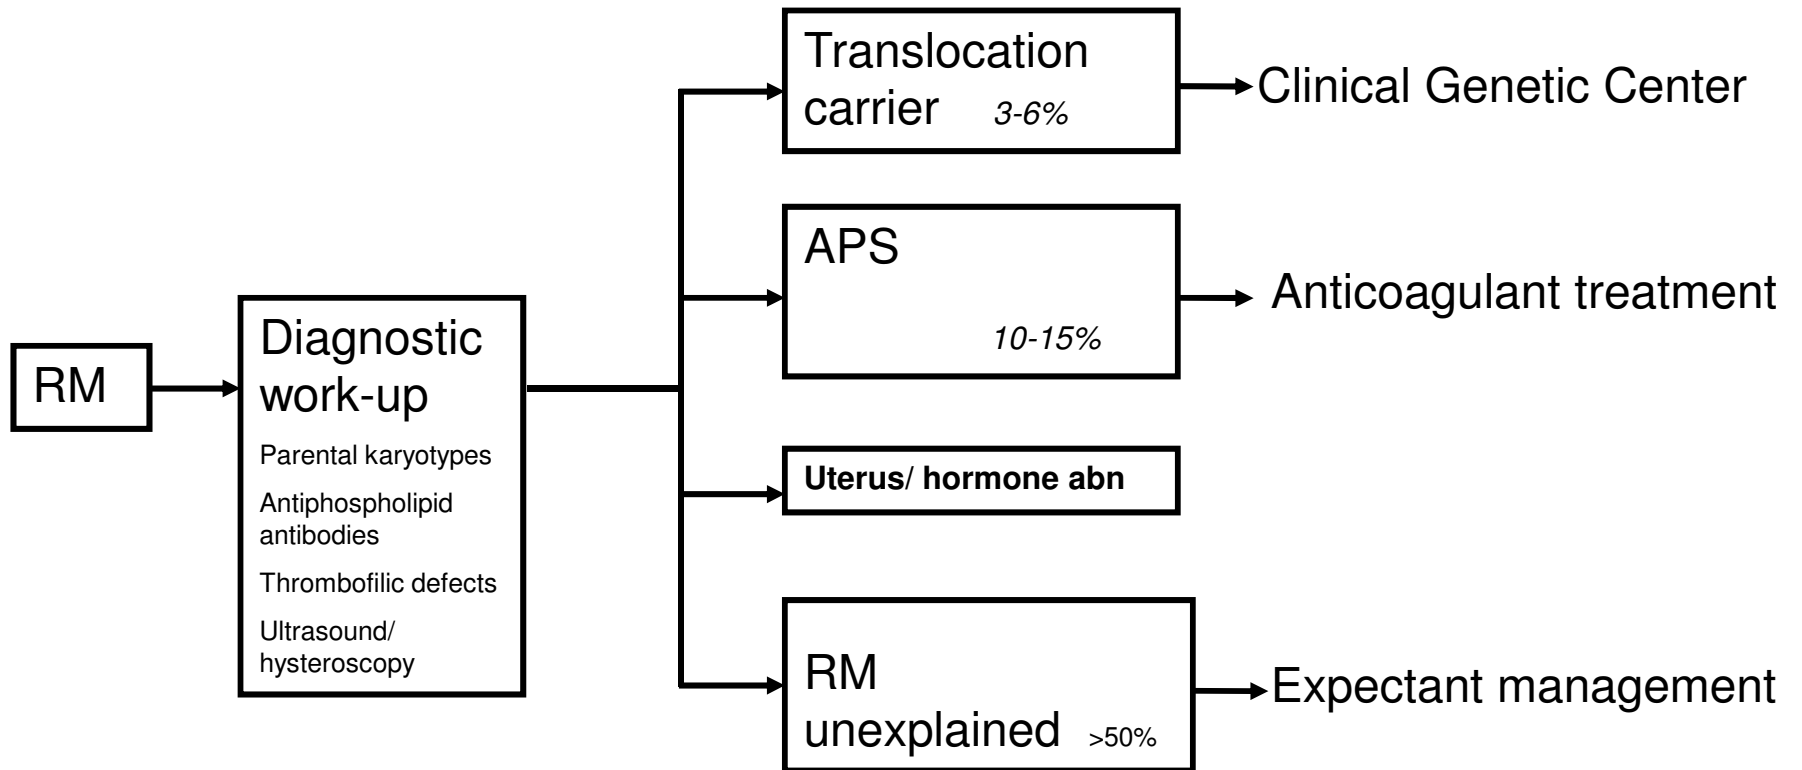 RM
Diagnostic
work-up
Parental karyotypes
Antiphospholipid
antibodies
Thrombofilic defects
Ultrasound/
hysteroscopy
Translocation
carrier 3-6%
Clinical Genetic Center
APS
10-15%
Anticoagulant treatment
Uterus/ hormone abn
RM
unexplained >50%
Expectant management